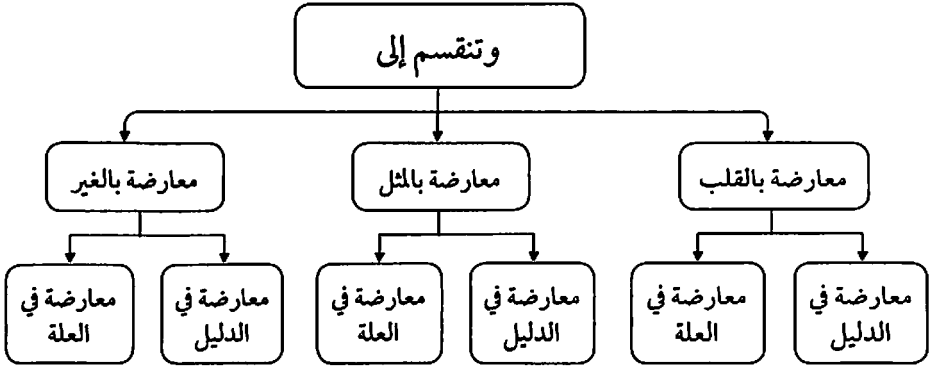 وتنقسم إلى
معارضة بالقلب
معارضة بالمثل
معارضة بالغير
معارضة في
الدليل
معارضة في
العلة
معارضة في
الدليل
معارضة في
العلة
معارضة في
الدليل
معارضة في
العلة